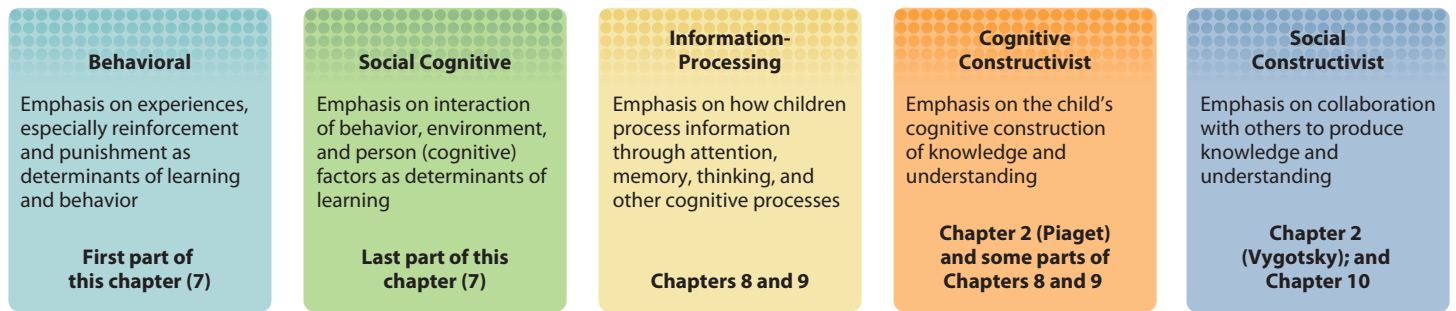 Behavioral
Emphasis on experiences,
especially reinforcement
and punishment as
determinants of learning
and behavior
First part of
this chapter (7)
Social Cognitive
Emphasis on interaction
of behavior, environment,
and person (cognitive)
factors as determinants of
learning
Last part of this
chapter (7)
Information-
Processing
Emphasis on how children
process information
through attention,
memory, thinking, and
other cognitive processes
Chapters 8 and 9
Cognitive
Constructivist
Emphasis on the child’s
cognitive construction
of knowledge and
understanding
Chapter 2 (Piaget)
and some parts of
Chapters 8 and 9
Social
Constructivist
Emphasis on collaboration
with others to produce
knowledge and
understanding
Chapter 2
(Vygotsky); and
Chapter 10